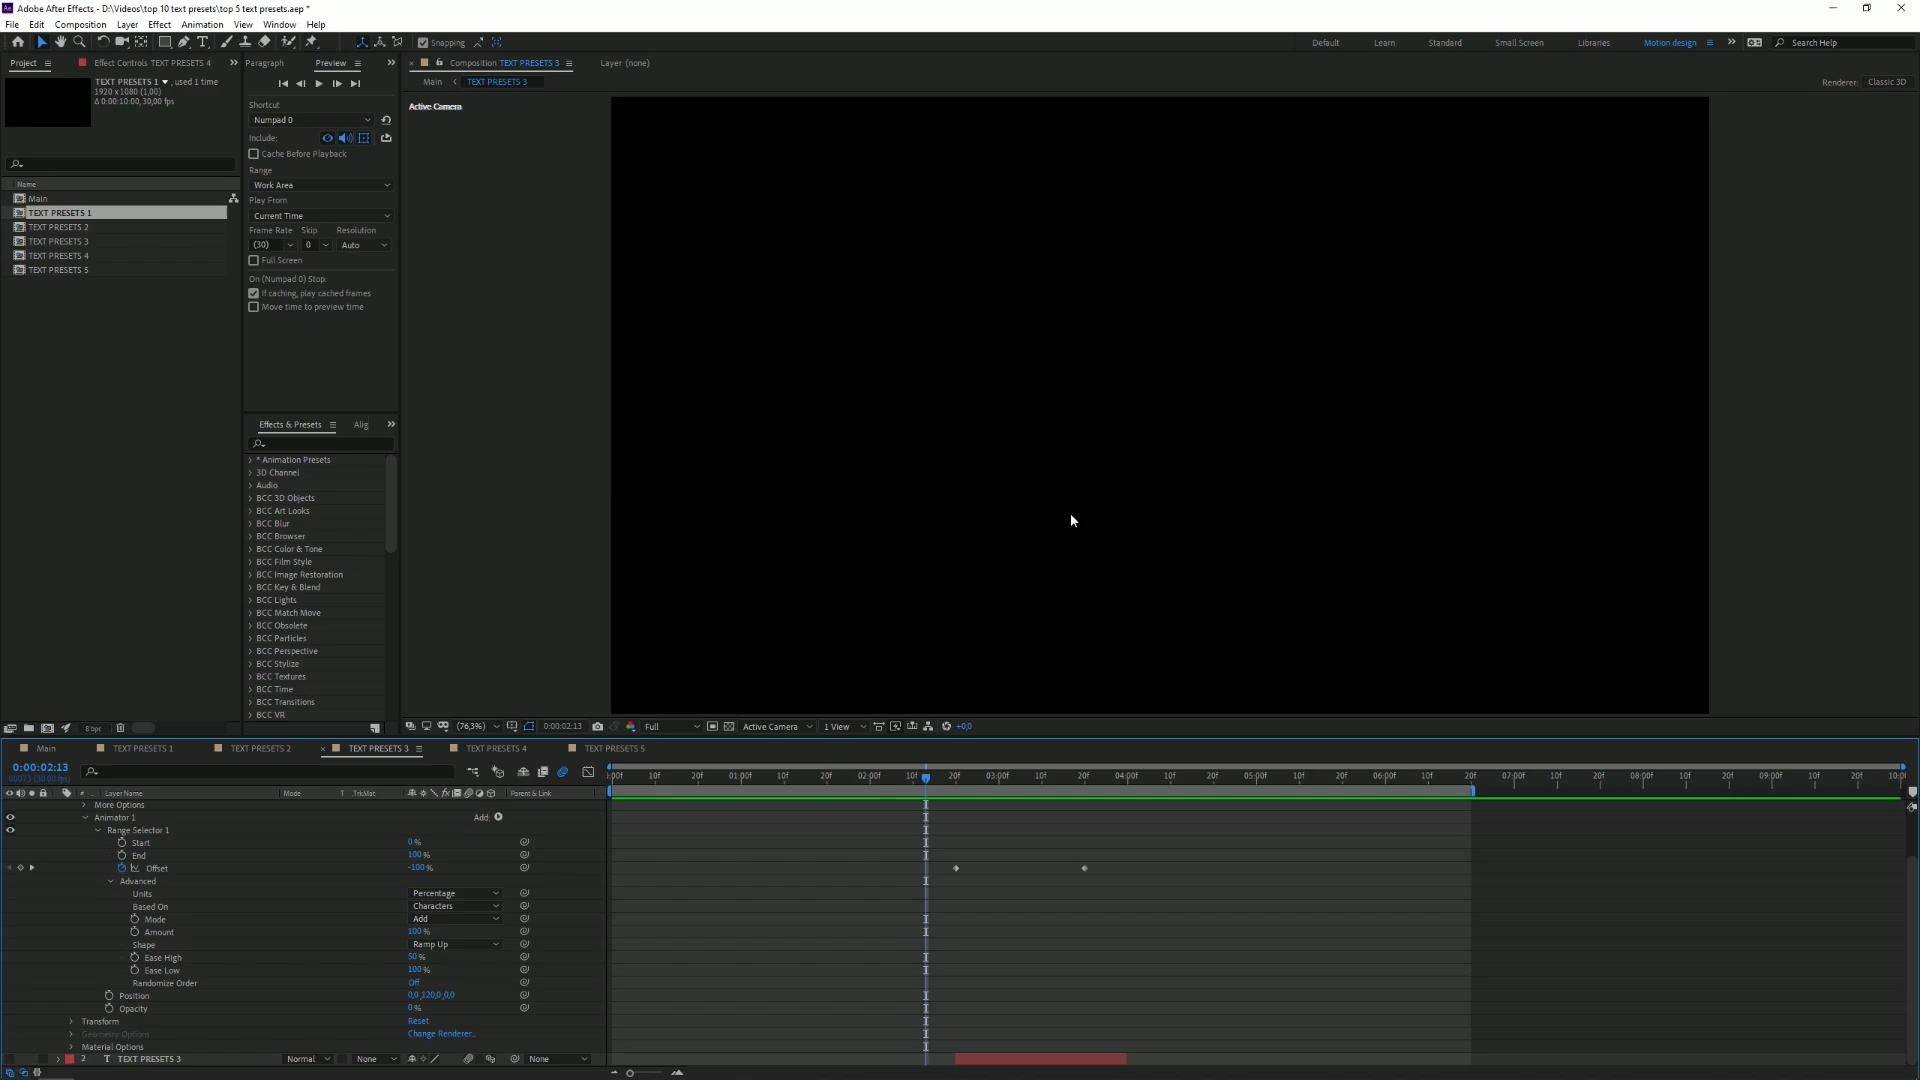 Adobe After Effects - D:\Videos\top 10 text presets\top 5 text presets.aep *
File Edit Composition Layer Effect Animation View Window Help
Snapping
Default Learn Standard Small Screen Libraries Motion design Search Help
Project Effect Controls TEXT PRESETS 4
TEXT PRESETS 1 , used 1 time
1920 x 1080 (1,00)
Δ 0:00:10:00, 30,00 fps
Name
Main
TEXT PRESETS 1
TEXT PRESETS 2
TEXT PRESETS 3
TEXT PRESETS 4
TEXT PRESETS 5
8 bpc
Paragraph Preview
Shortcut
Numpad 0
Include:
Cache Before Playback
Range
Work Area
Play From
Current Time
Frame Rate Skip Resolution
(30) 0 Auto
Full Screen
On (Numpad 0) Stop:
If caching, play cached frames
Move time to preview time
Effects & Presets Alig
* Animation Presets
3D Channel
Audio
BCC 3D Objects
BCC Art Looks
BCC Blur
BCC Browser
BCC Color & Tone
BCC Film Style
BCC Image Restoration
BCC Key & Blend
BCC Lights
BCC Match Move
BCC Obsolete
BCC Particles
BCC Perspective
BCC Stylize
BCC Textures
BCC Time
BCC Transitions
BCC VR
Composition TEXT PRESETS 3 Layer (none)
Main TEXT PRESETS 3
Renderer: Classic 3D
Active Camera
(76,3%) 0:00:02:13 Full Active Camera 1 View +0,0
Main TEXT PRESETS 1 TEXT PRESETS 2 TEXT PRESETS 3 TEXT PRESETS 4 TEXT PRESETS 5
0:00:02:13
00073 (30.00 fps)
:00f 10f 20f 01:00f 10f 20f 02:00f 10f 20f 03:00f 10f 20f 04:00f 10f 20f 05:00f 10f 20f 06:00f 10f 20f 07:00f 10f 20f 08:00f 10f 20f 09:00f 10f 20f 10:0
# Layer Name Mode T .TrkMat Parent & Link
More Options
Animator 1 Add:
Range Selector 1
Start 0%
End 100%
Offset -100%
Advanced
Units Percentage
Based On Characters
Mode Add
Amount 100%
Shape Ramp Up
Ease High 50%
Ease Low 100%
Randomize Order Off
Position 0,0,120,0,0,0
Opacity 0%
Transform Reset
Geometry Options Change Renderer...
Material Options
2 T TEXT PRESETS 3 Normal None None